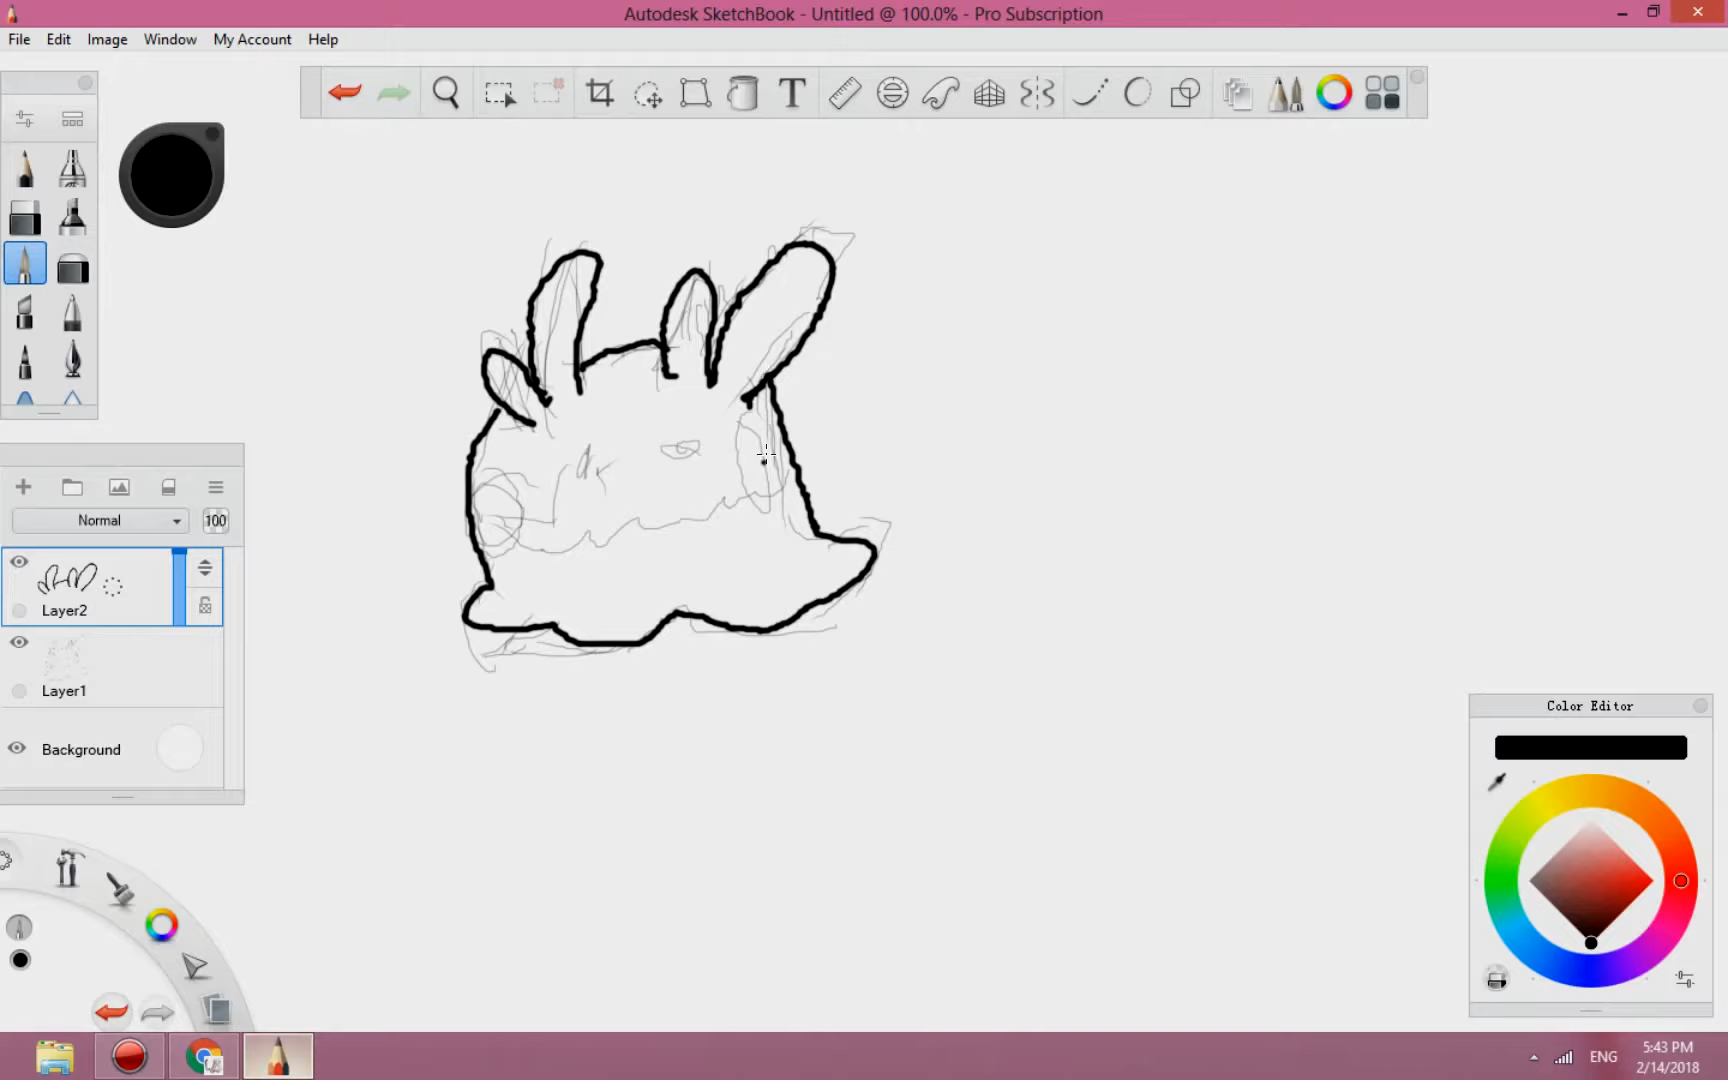 Autodesk SketchBook - Untitled @ 100.0% - Pro Subscription
File Edit Image Window My Account Help
T
Normal 100
Layer2
Layer1
Background
Color Editor
ENG
5:43 PM
2/14/2018